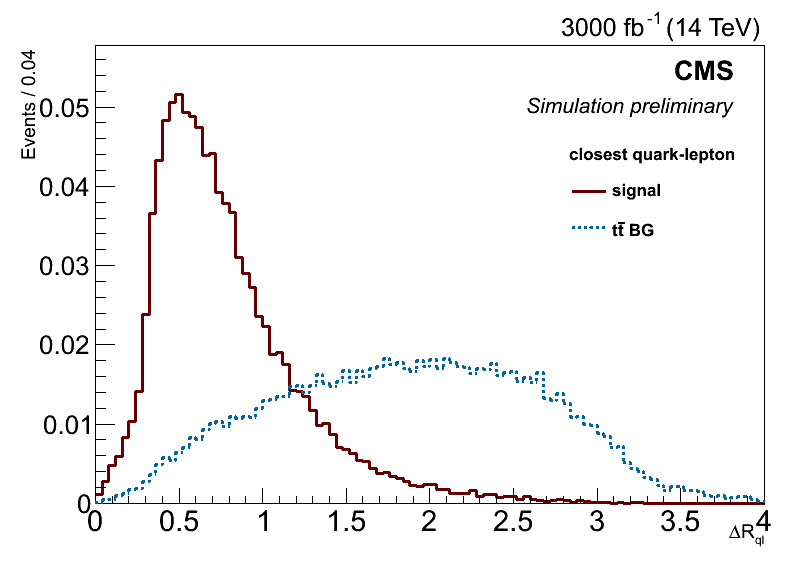 3000 fb⁻¹ (14 TeV)
CMS
Simulation preliminary
closest quark-lepton
signal
tt̄ BG
Events / 0.04
0.05
0.04
0.03
0.02
0.01
0
0 0.5 1 1.5 2 2.5 3 3.5 4
ΔR_ql